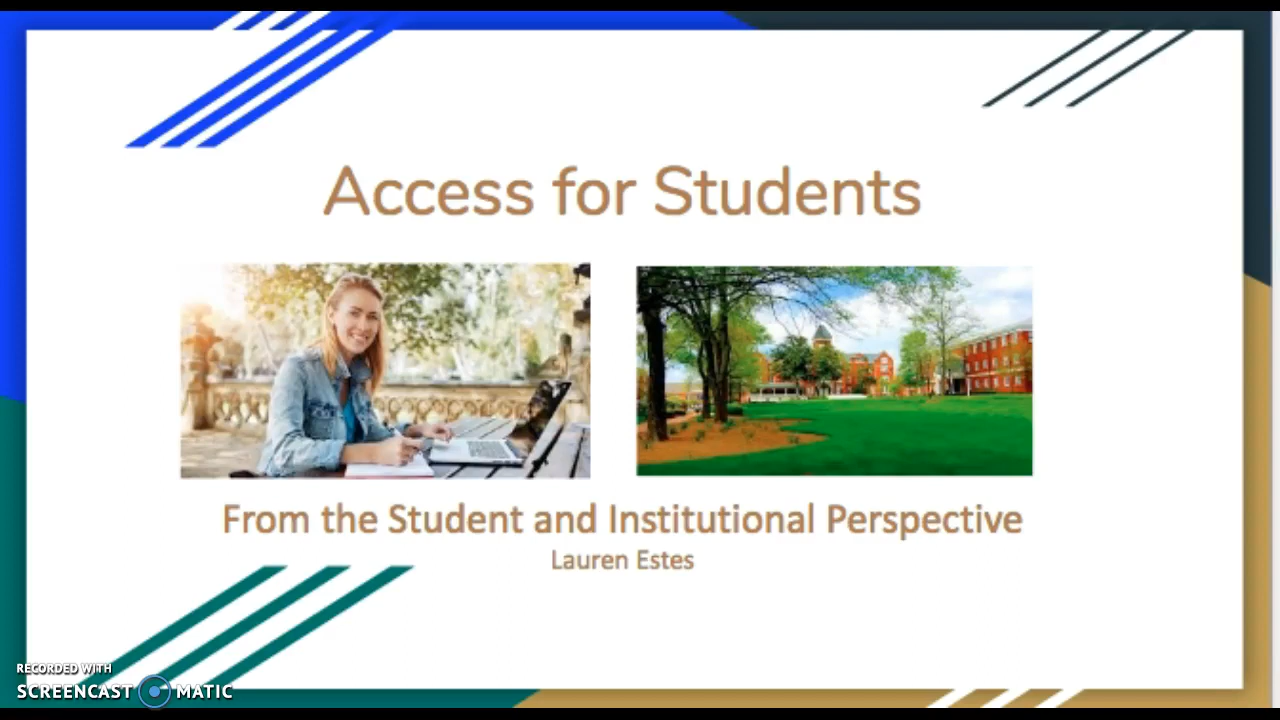 Access for Students
From the Student and Institutional Perspective
Lauren Estes
RECORDED WITH
SCREENCAST MATIC